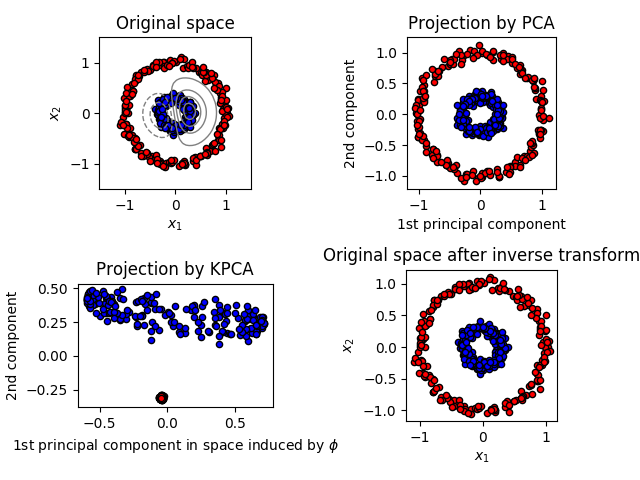 Original space
1
0
−1
x₂
−1
0
1
x₁
Projection by PCA
1.0
0.5
0.0
−0.5
−1.0
2nd component
−1
0
1
1st principal component
Projection by KPCA
0.50
0.25
0.00
−0.25
2nd component
−0.5
0.0
0.5
1st principal component in space induced by ϕ
Original space after inverse transform
1.0
0.5
0.0
−0.5
−1.0
x₂
−1
0
1
x₁